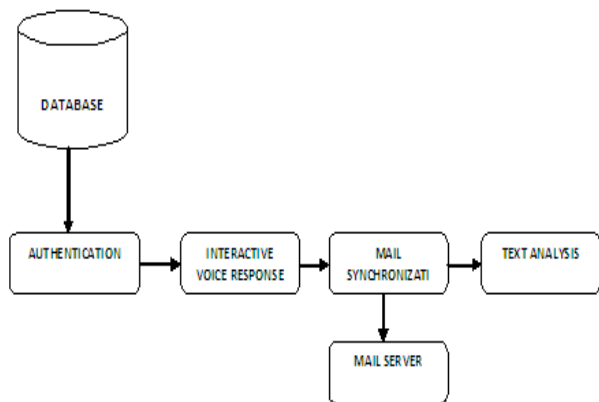 DATABASE
AUTHENTICATION
INTERACTIVE
VOICE RESPONSE
MAIL
SYNCHRONIZATI
TEXT ANALYSIS
MAIL SERVER